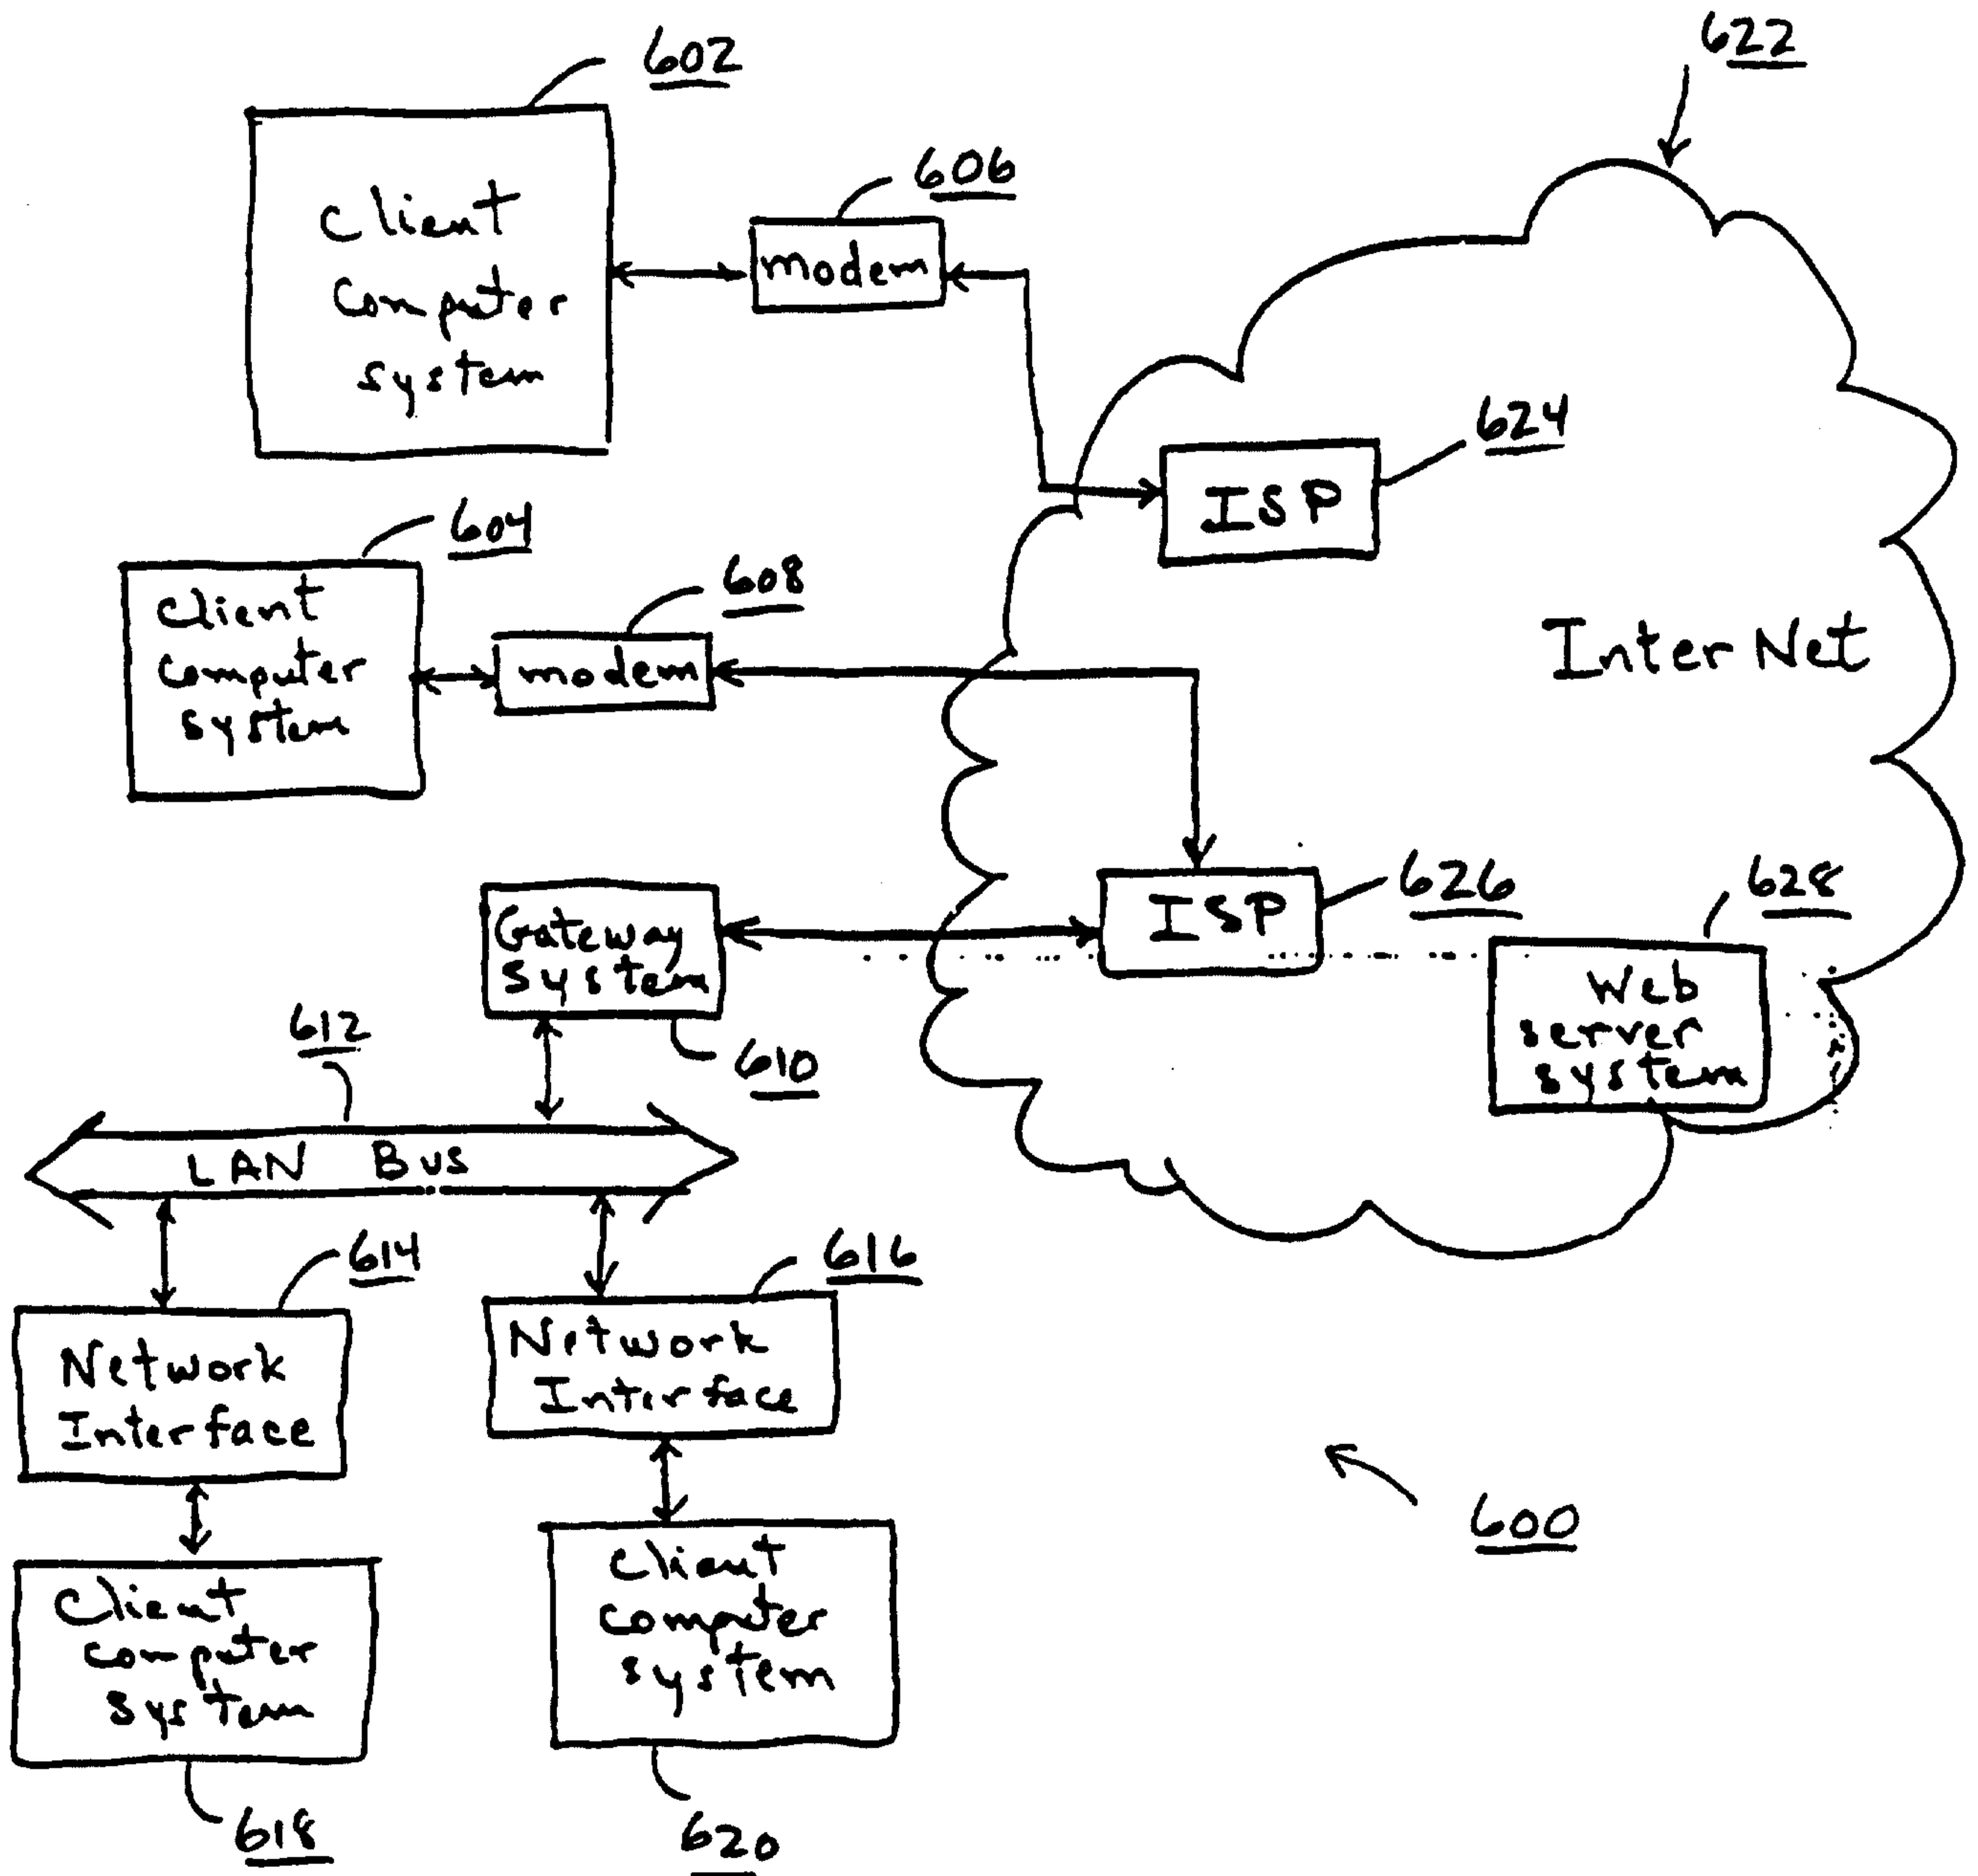 602
622
606
Client
Computer
system
modem
624
ISP
604
Client
Computer
system
608
modem
InterNet
626
628
ISP
Gateway
system
Web
server
system
612
610
LAN Bus
614
616
Network
Interface
Network
Interface
600
Client
computer
system
Client
computer
system
618
620